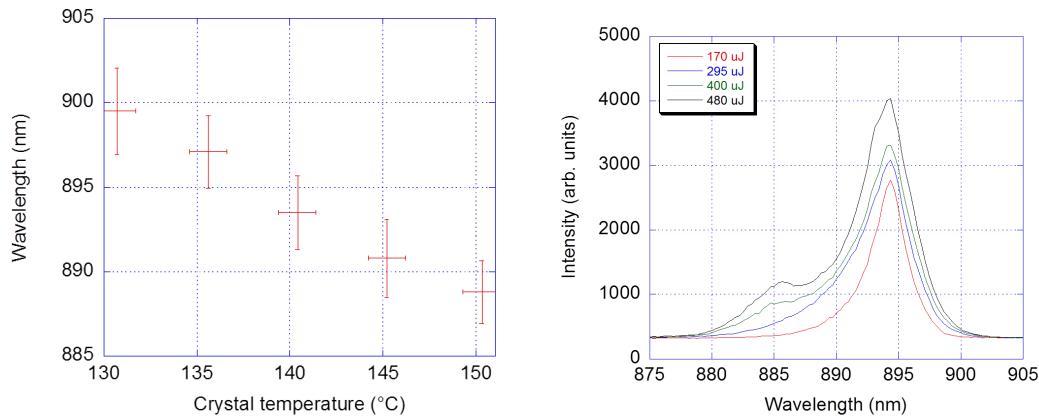 905
900
895
890
885
Wavelength (nm)
130 135 140 145 150
Crystal temperature (°C)
5000
4000
3000
2000
1000
0
Intensity (arb. units)
170 uJ
295 uJ
400 uJ
480 uJ
875 880 885 890 895 900 905
Wavelength (nm)